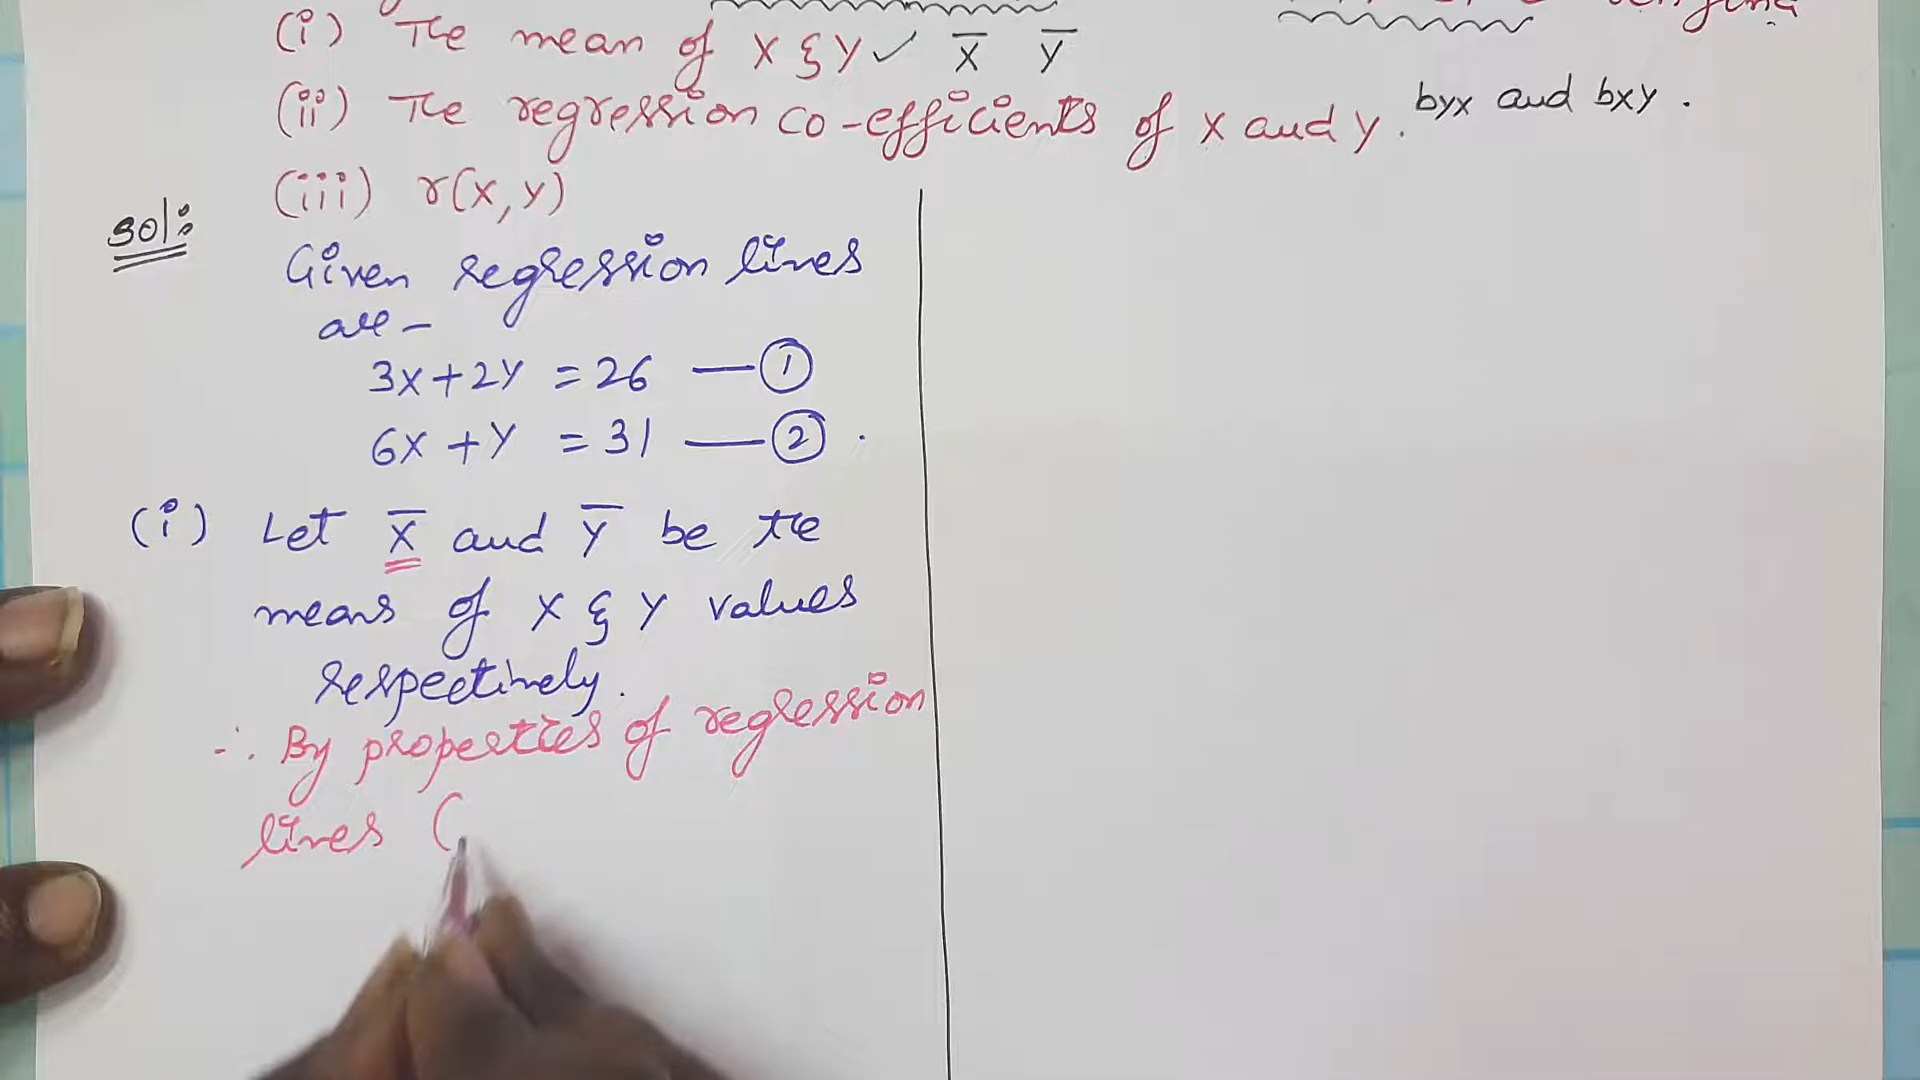 (i) The mean of X & Y ✓ X̅ Y̅
(ii) The regression co-efficients of X and Y. byx and bxy.
(iii) r(X, Y)
Sol:
Given regression lines
are -
3X + 2Y = 26 — ①
6X + Y = 31 — ② .
(i) Let X̅ and Y̅ be the
means of X & Y values
respectively.
∴ By properties of regression
lines (